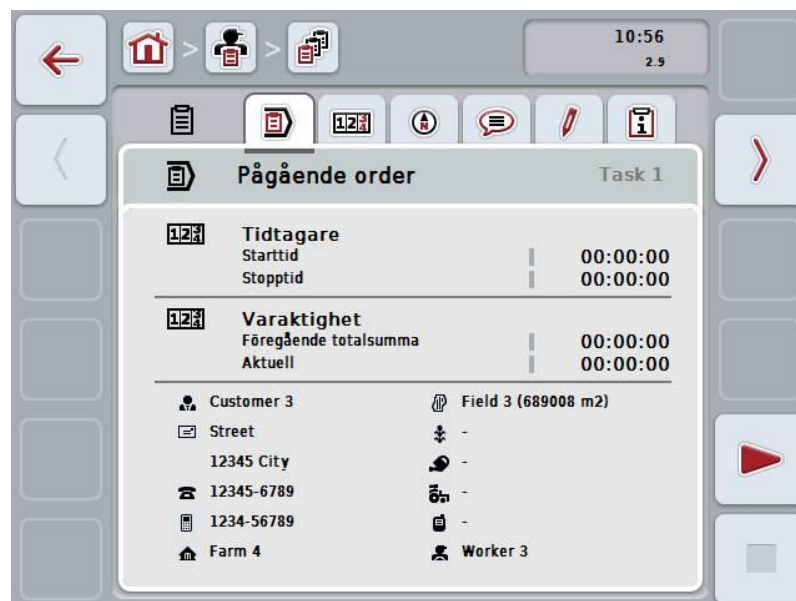 10:56
2.9
Pågående order Task 1
Tidtagare
Starttid 00:00:00
Stopptid 00:00:00
Varaktighet
Föregående totalsumma 00:00:00
Aktuell 00:00:00
Customer 3 Field 3 (689008 m2)
Street -
12345 City -
12345-6789 -
1234-56789 -
Farm 4 Worker 3